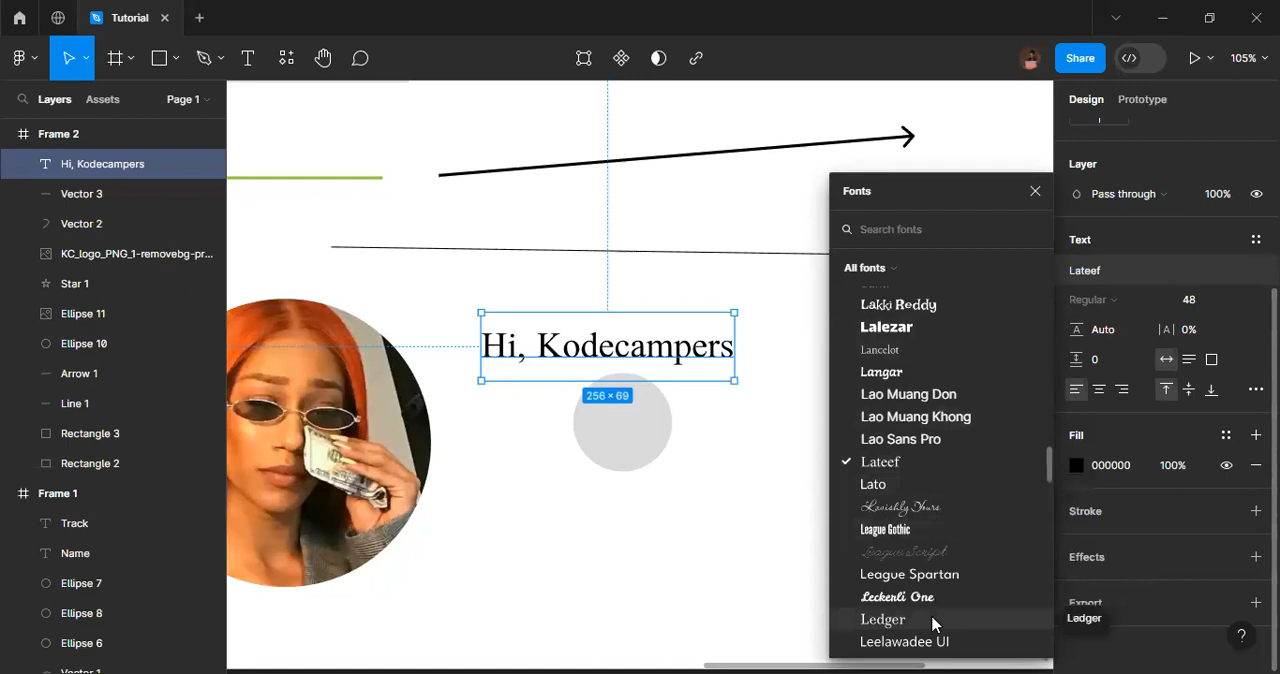 Tutorial
Share
105%
Layers
Assets
Page 1
Frame 2
Hi, Kodecampers
Vector 3
Vector 2
KC_logo_PNG_1-removebg-pr...
Star 1
Ellipse 11
Ellipse 10
Arrow 1
Line 1
Rectangle 3
Rectangle 2
Frame 1
Track
Name
Ellipse 7
Ellipse 8
Ellipse 6
Vector 1
Hi, Kodecampers
256 × 69
Fonts
Search fonts
All fonts
Lakki Reddy
Lalezar
Lancelot
Langar
Lao Muang Don
Lao Muang Khong
Lao Sans Pro
Lateef
Lato
Lavishly Yours
League Gothic
League Script
League Spartan
Leckerli One
Ledger
Leelawadee UI
Design
Prototype
Layer
Pass through
100%
Text
Lateef
Regular
48
Auto
0%
0
Fill
000000
100%
Stroke
Effects
Export
Ledger
?